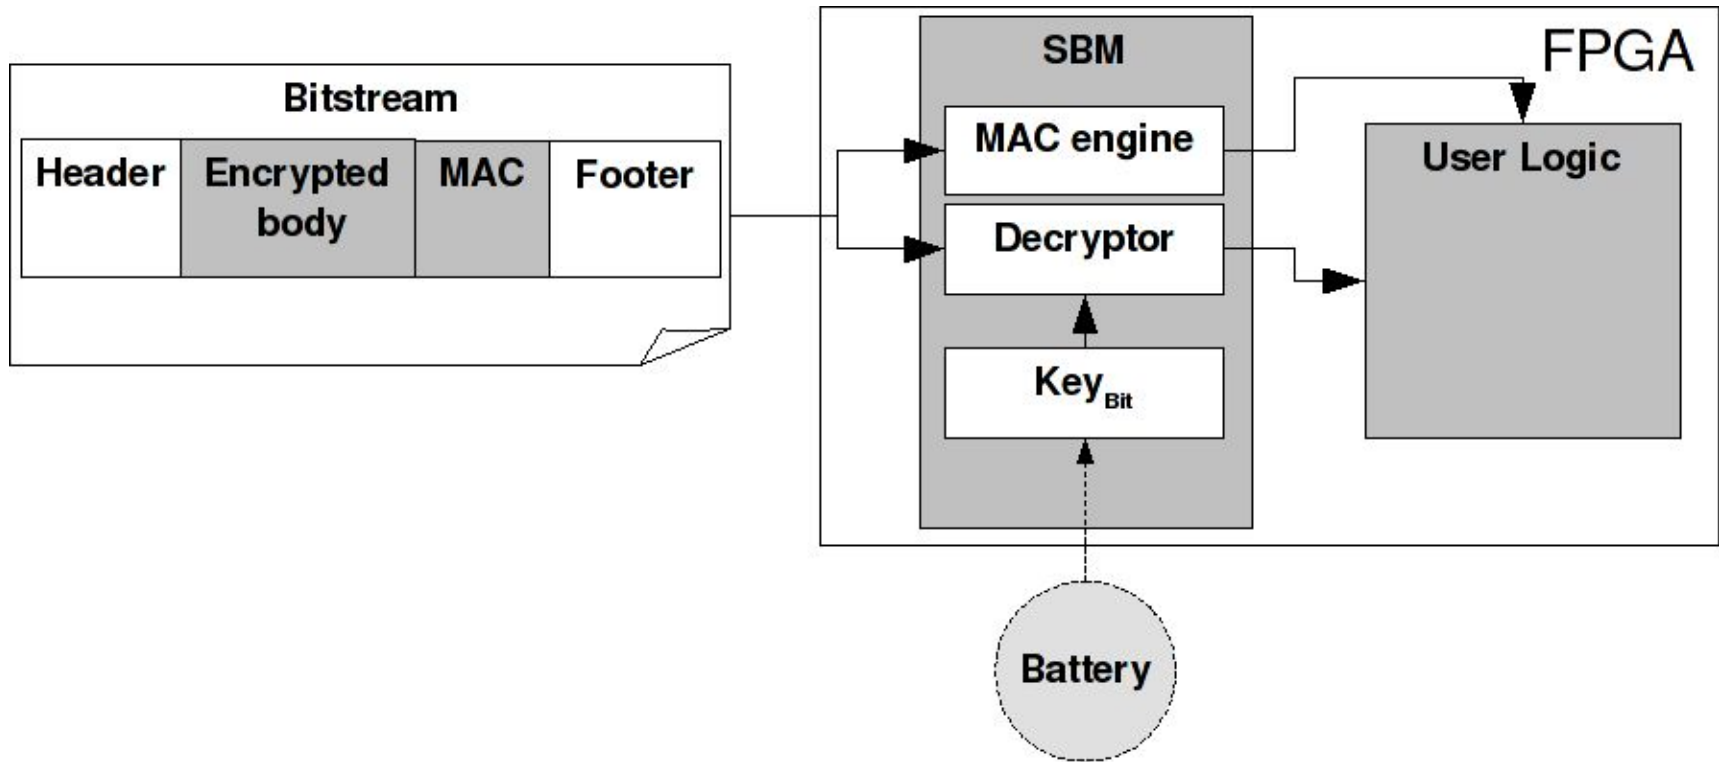 Bitstream
Header
Encrypted
body
MAC
Footer
FPGA
SBM
MAC engine
Decryptor
Key Bit
User Logic
Battery